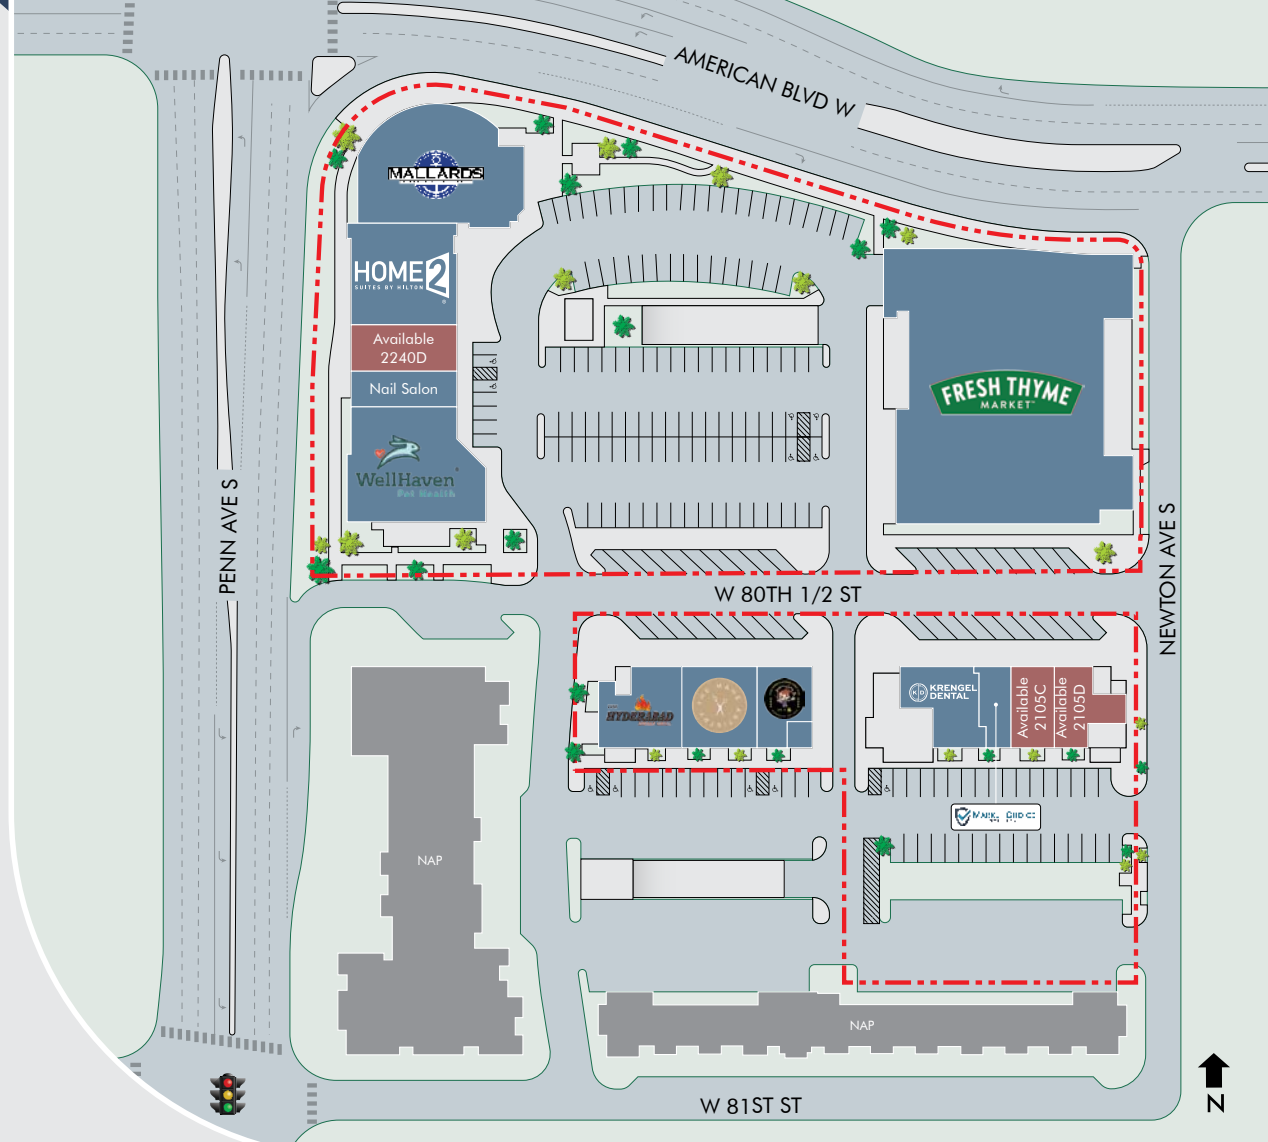 AMERICAN BLVD W
MALLARDS
HOME2
SUITES BY HILTON
Available
2240D
Nail Salon
WellHaven
Pet Health
FRESH THYME
MARKET
PENN AVE S
NEWTON AVE S
W 80TH 1/2 ST
HYDERABAD
KD
KRENGEL
DENTAL
Available
2105C
Available
2105D
NAP
NAP
W 81ST ST
N